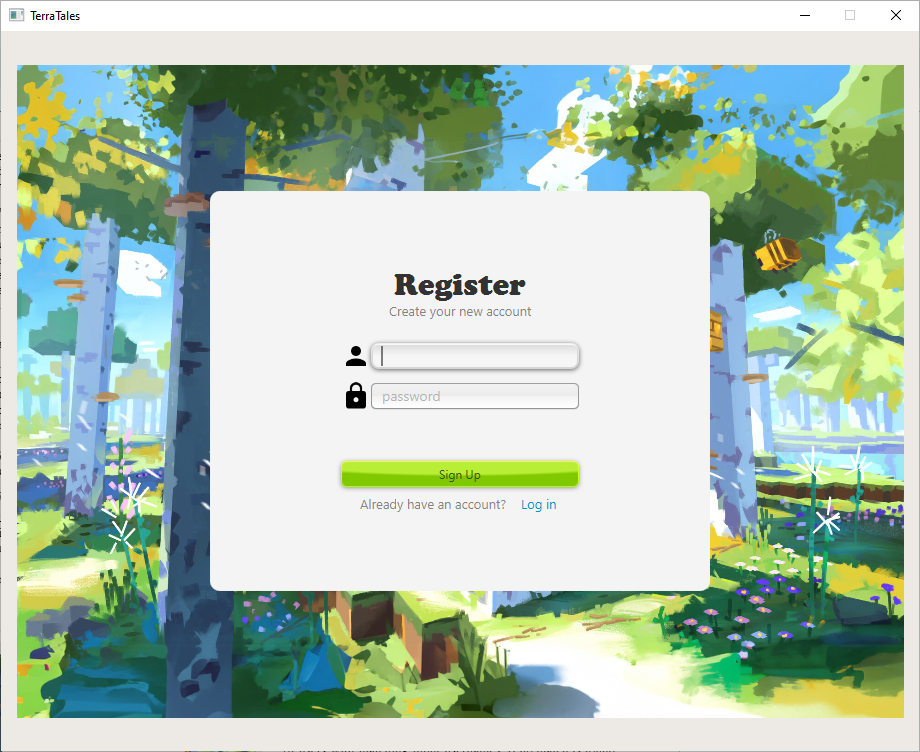 TerraTales
Register
Create your new account
password
Sign Up
Already have an account? Log in